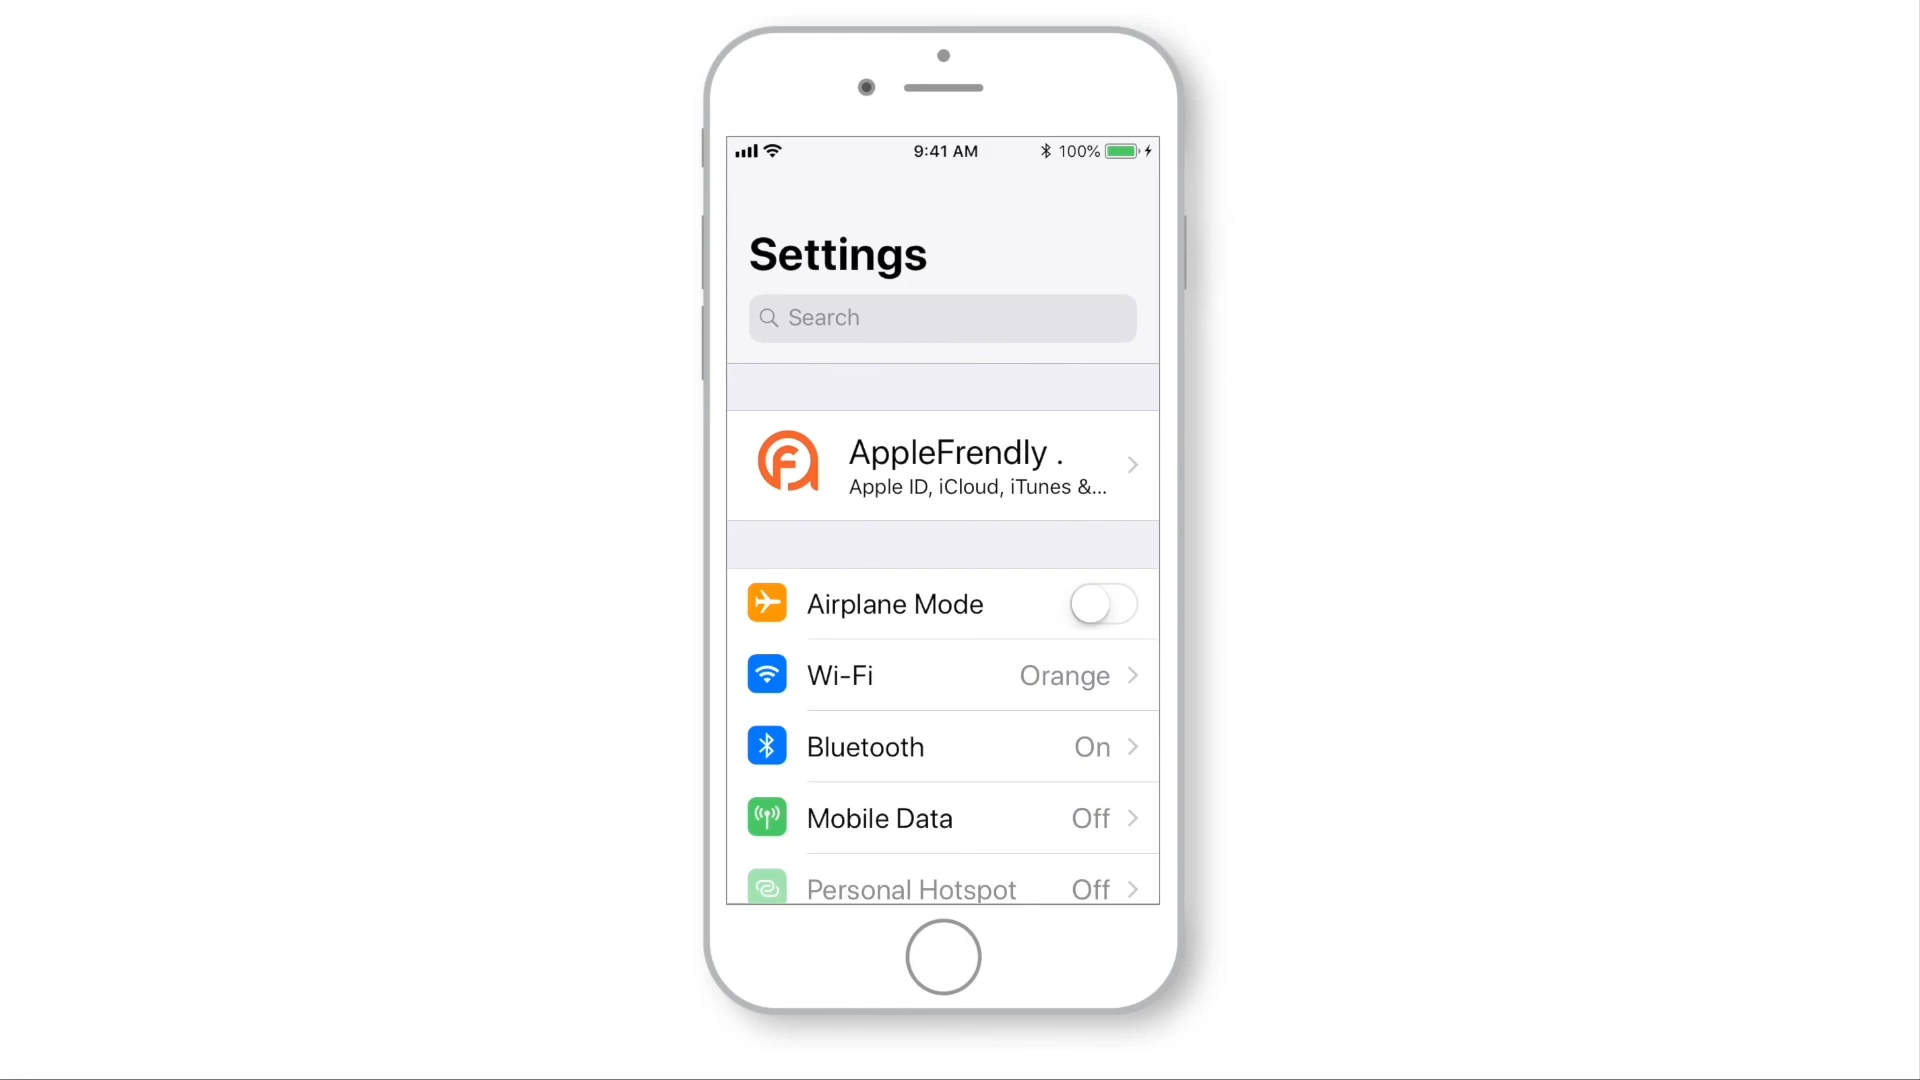 9:41 AM 100%
Settings
Search
AppleFrendly .
Apple ID, iCloud, iTunes &...
Airplane Mode
Wi-Fi Orange
Bluetooth On
Mobile Data Off
Personal Hotspot Off